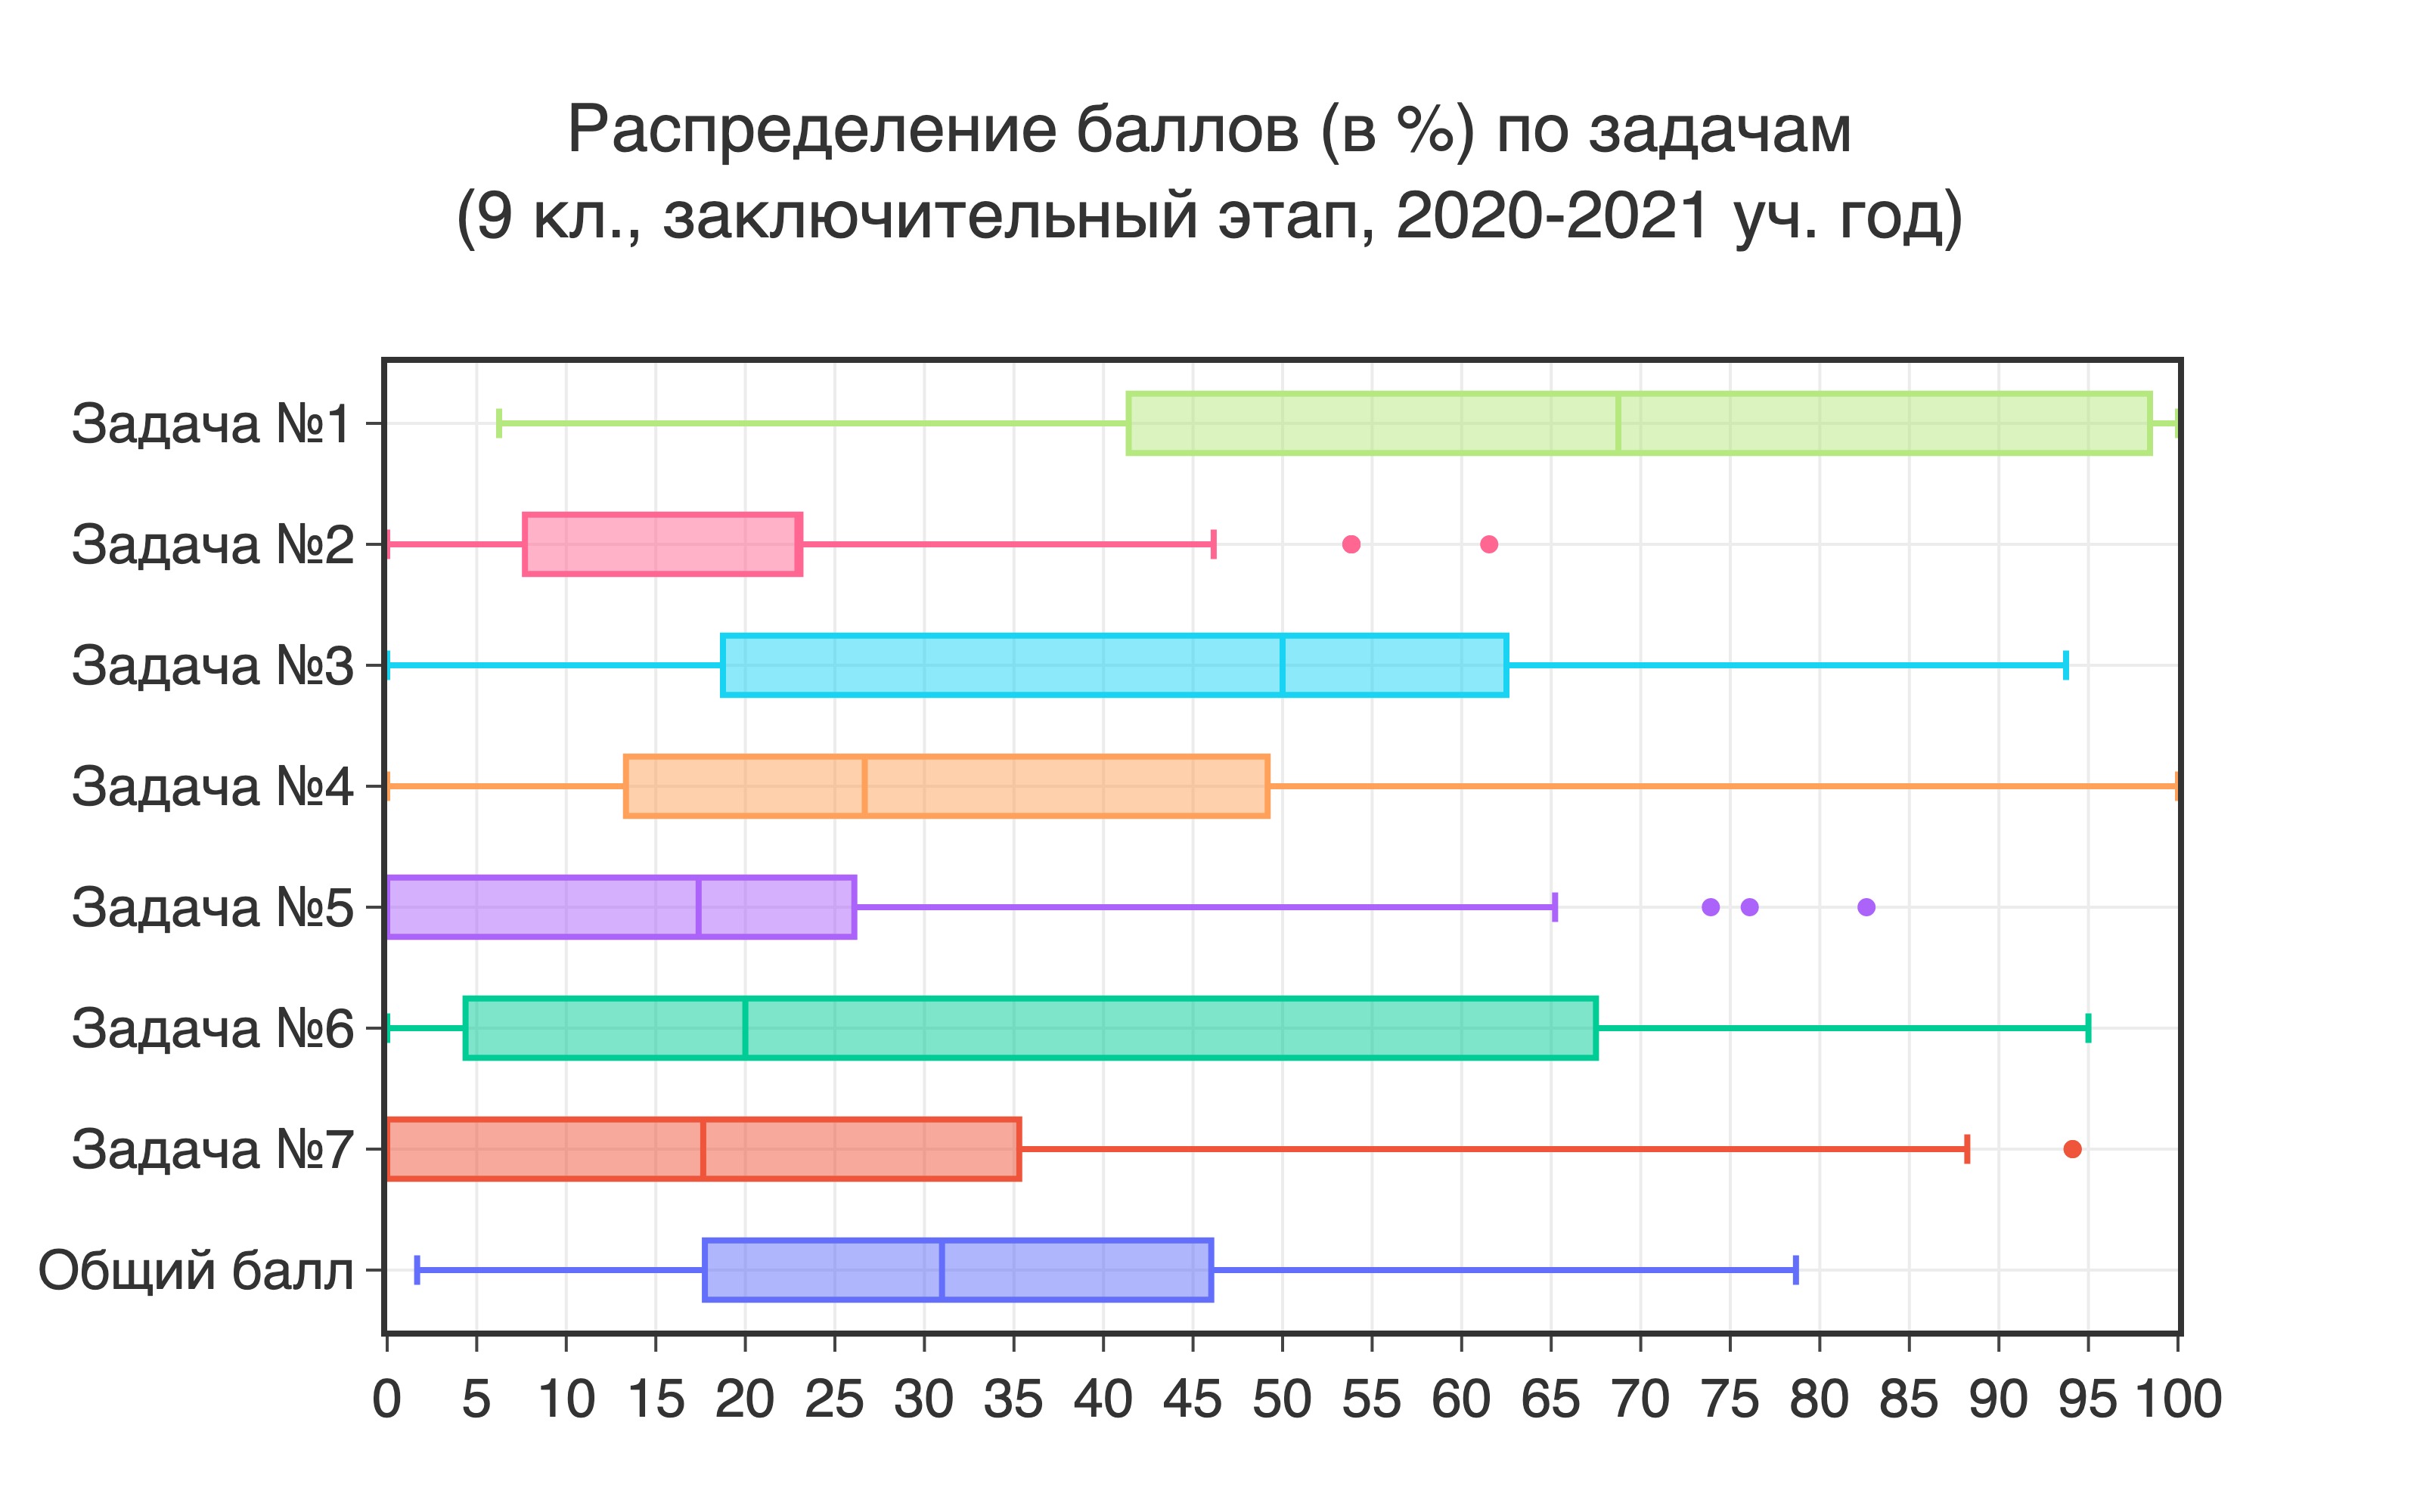 Распределение баллов (в %) по задачам
(9 кл., заключительный этап, 2020-2021 уч. год)
Задача №1
Задача №2
Задача №3
Задача №4
Задача №5
Задача №6
Задача №7
Общий балл
0 5 10 15 20 25 30 35 40 45 50 55 60 65 70 75 80 85 90 95 100